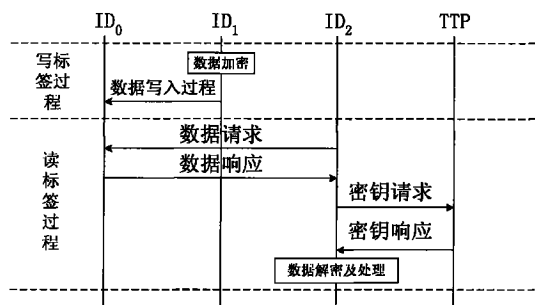 ID0 ID1 ID2 TTP
写标
签过
程
数据加密
数据写入过程
数据请求
数据响应
读
标
签
过
程
密钥请求
密钥响应
数据解密及处理